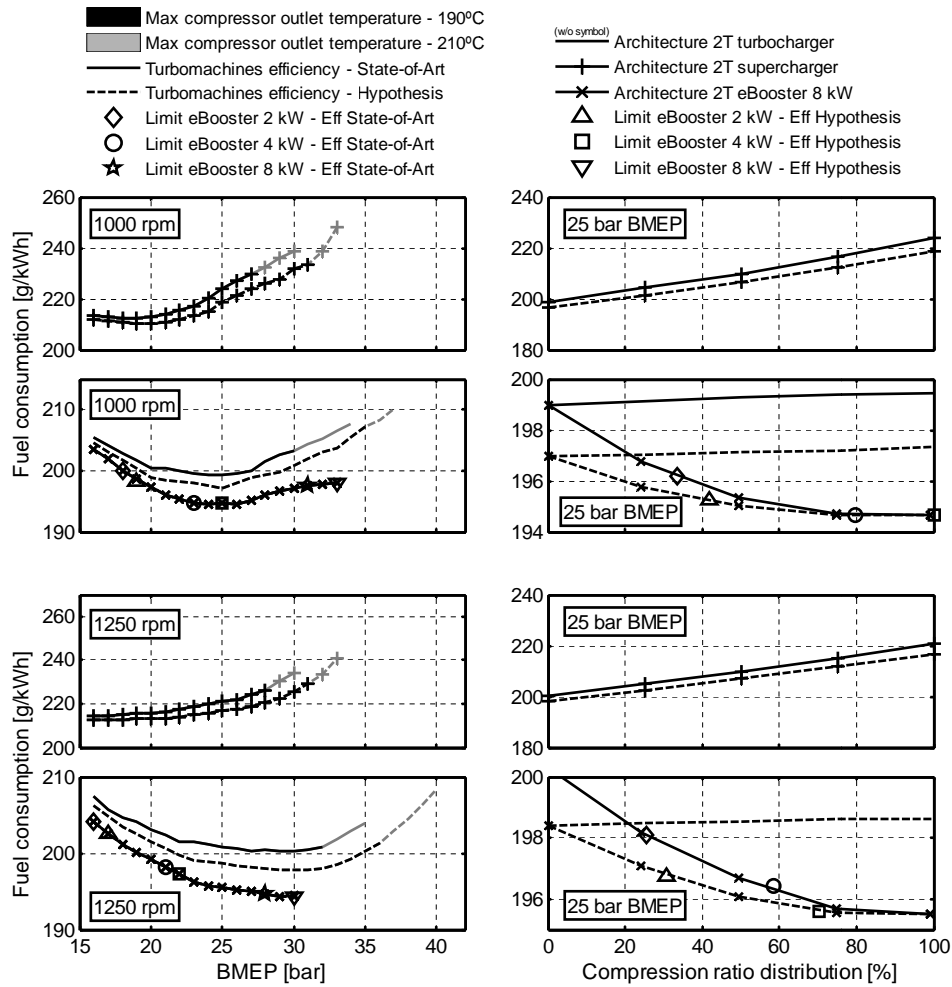 Max compressor outlet temperature - 190ºC
Max compressor outlet temperature - 210ºC
Turbomachines efficiency - State-of-Art
Turbomachines efficiency - Hypothesis
Limit eBooster 2 kW - Eff State-of-Art
Limit eBooster 4 kW - Eff State-of-Art
Limit eBooster 8 kW - Eff State-of-Art
(w/o symbol)
Architecture 2T turbocharger
Architecture 2T supercharger
Architecture 2T eBooster 8 kW
Limit eBooster 2 kW - Eff Hypothesis
Limit eBooster 4 kW - Eff Hypothesis
Limit eBooster 8 kW - Eff Hypothesis
260
240
220
200
1000 rpm
220
200
180
25 bar BMEP
Fuel consumption [g/kWh]
210
200
190
1000 rpm
200
198
196
194
25 bar BMEP
260
240
220
200
1250 rpm
240
220
200
180
25 bar BMEP
Fuel consumption [g/kWh]
210
200
190
1250 rpm
15 20 25 30 35 40
BMEP [bar]
200
198
196
25 bar BMEP
0 20 40 60 80 100
Compression ratio distribution [%]